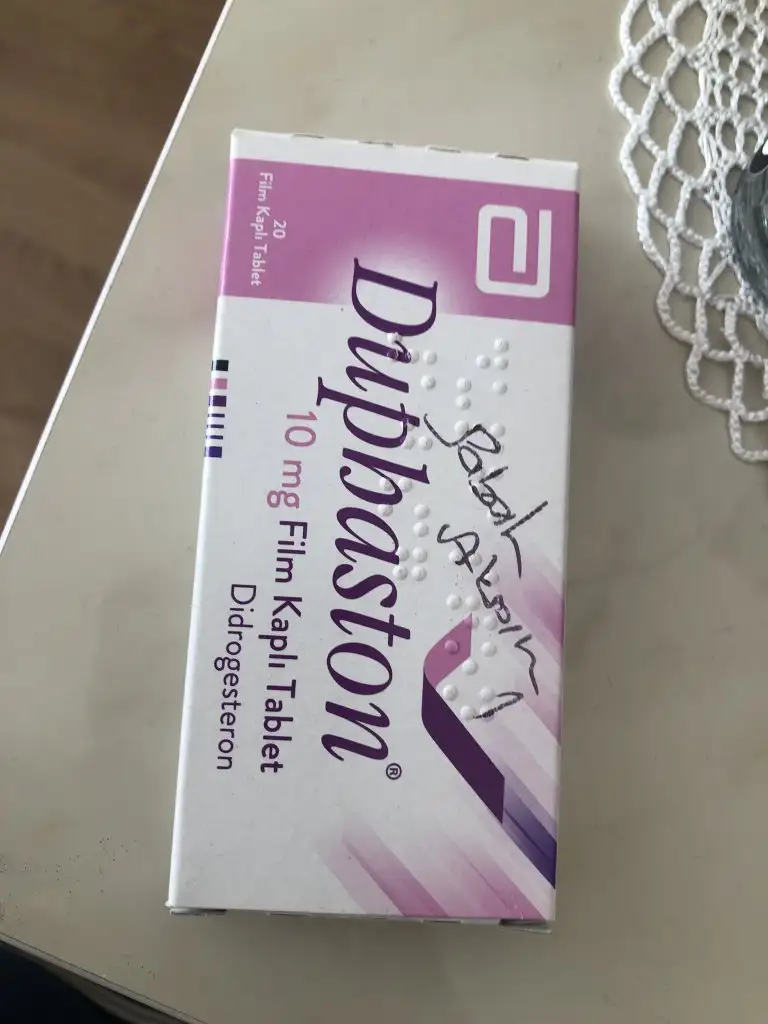 20
Film Kaplı Tablet
Sabah
Akşam 1
Duphaston®
10 mg Film Kaplı Tablet
Didrogesteron